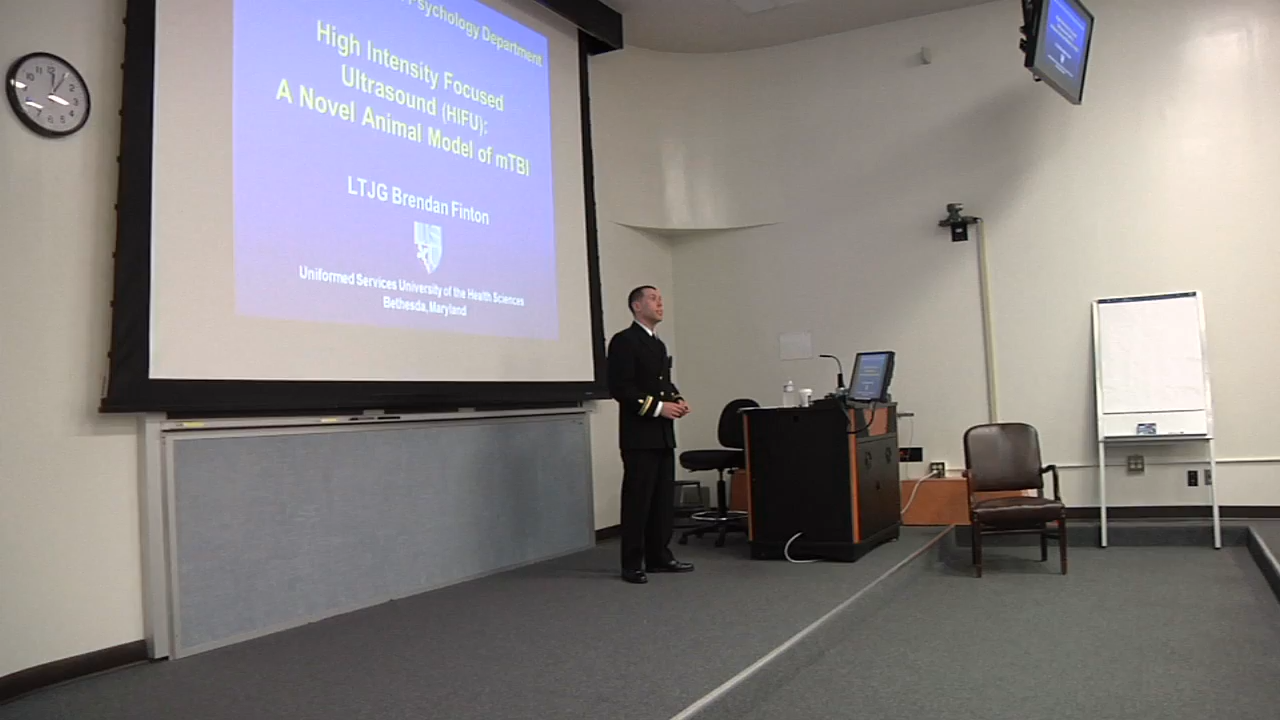 Psychology Department
High Intensity Focused
Ultrasound (HIFU):
A Novel Animal Model of mTBI
LTJG Brendan Finton
Uniformed Services University of the Health Sciences
Bethesda, Maryland